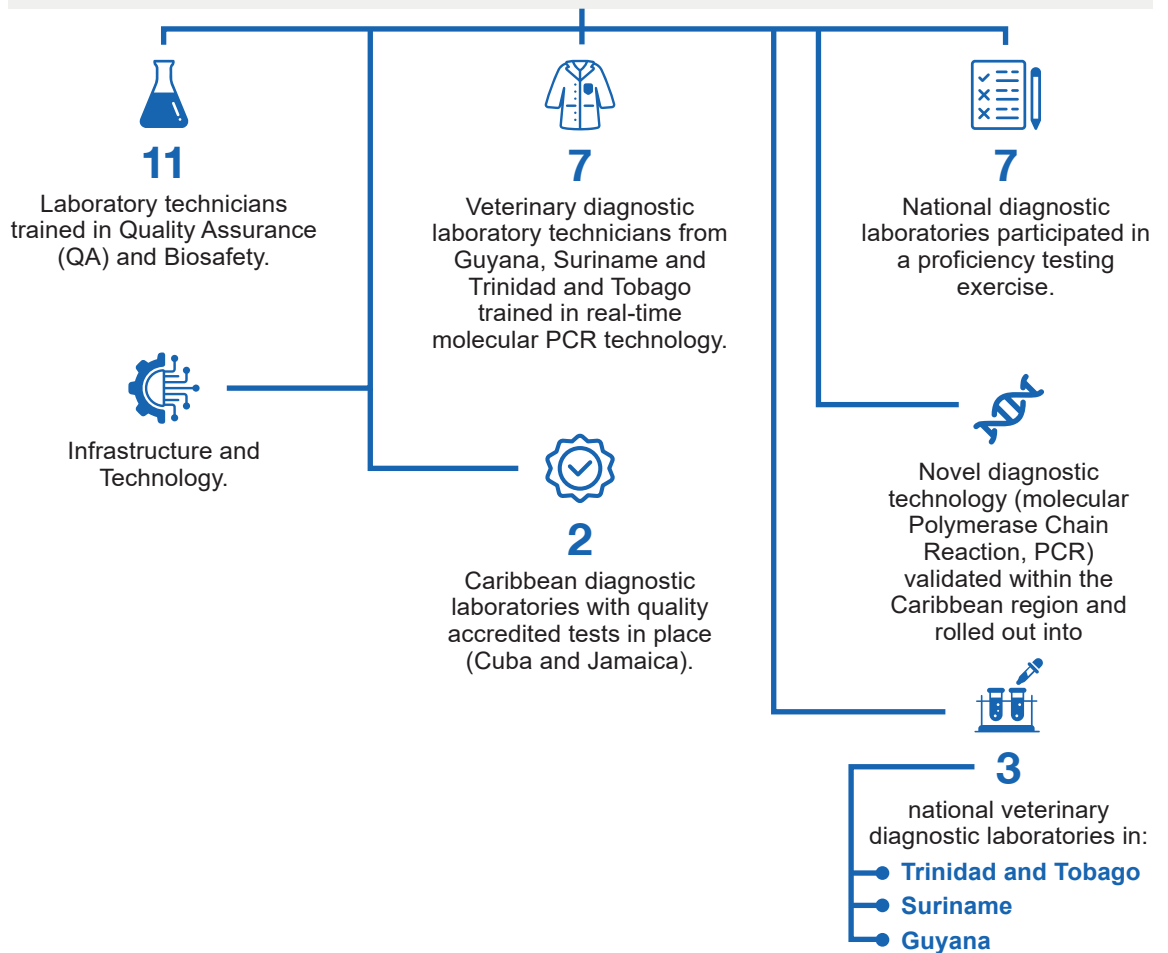 11
Laboratory technicians
trained in Quality Assurance
(QA) and Biosafety.
7
Veterinary diagnostic
laboratory technicians from
Guyana, Suriname and
Trinidad and Tobago
trained in real-time
molecular PCR technology.
7
National diagnostic
laboratories participated in
a proficiency testing
exercise.
Infrastructure and
Technology.
2
Caribbean diagnostic
laboratories with quality
accredited tests in place
(Cuba and Jamaica).
Novel diagnostic
technology (molecular
Polymerase Chain
Reaction, PCR)
validated within the
Caribbean region and
rolled out into
3
national veterinary
diagnostic laboratories in:
Trinidad and Tobago
Suriname
Guyana